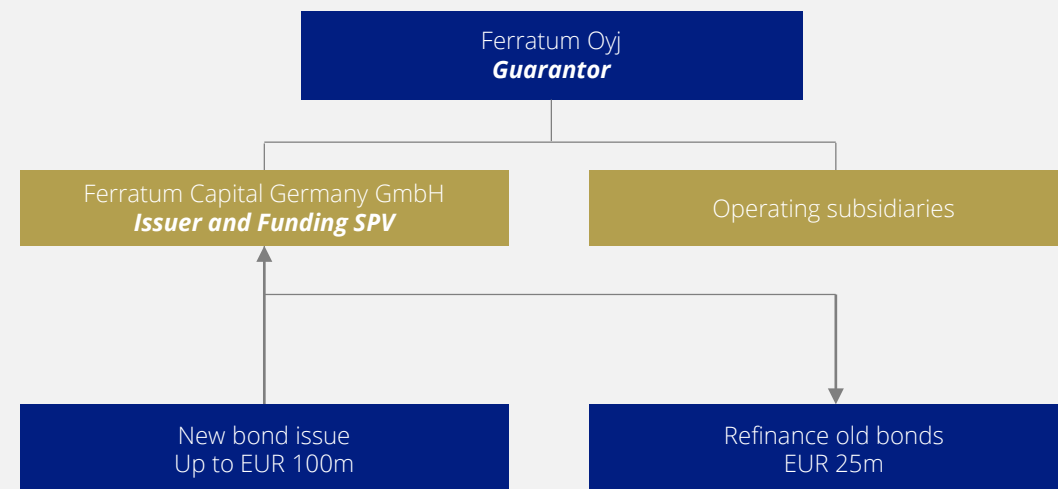 Ferratum Oyj
Guarantor
Ferratum Capital Germany GmbH
Issuer and Funding SPV
Operating subsidiaries
New bond issue
Up to EUR 100m
Refinance old bonds
EUR 25m